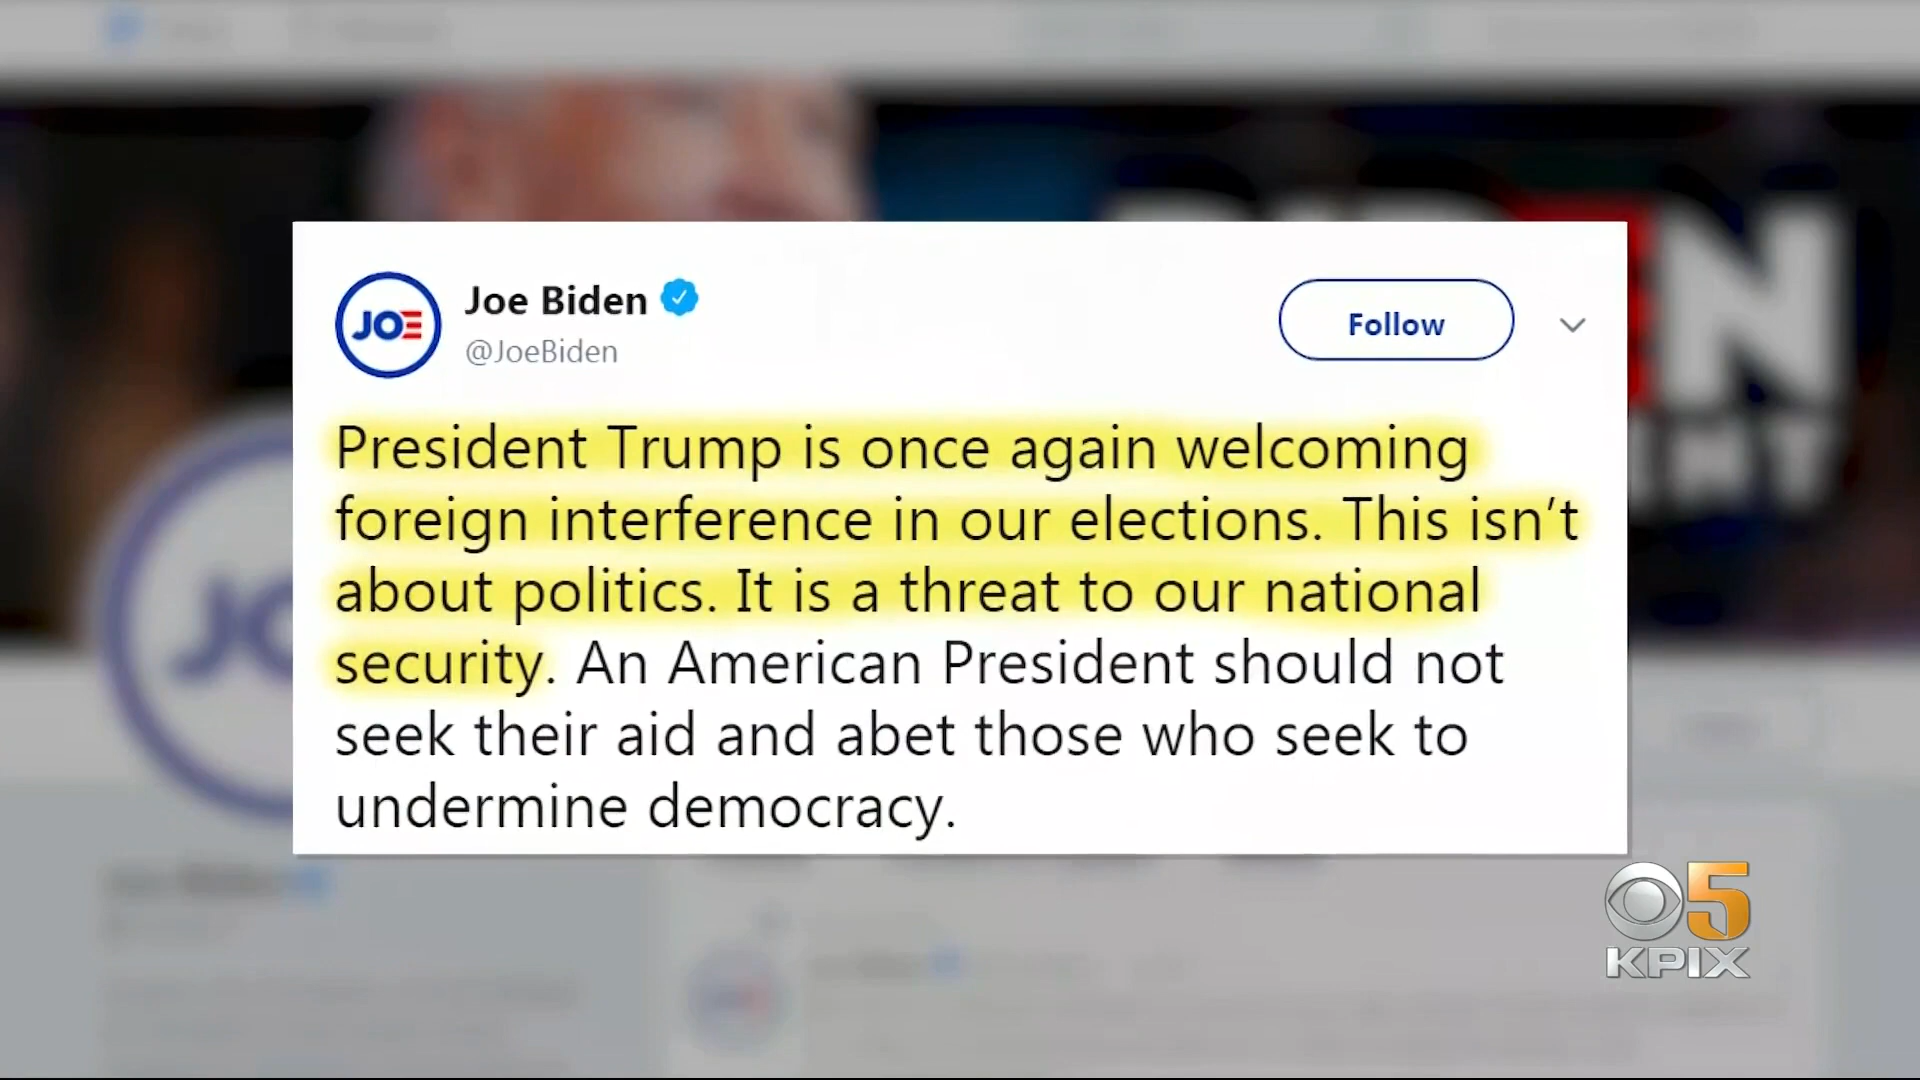 JOE
Joe Biden
@JoeBiden
Follow
President Trump is once again welcoming
foreign interference in our elections. This isn't
about politics. It is a threat to our national
security. An American President should not
seek their aid and abet those who seek to
undermine democracy.
5
KPIX